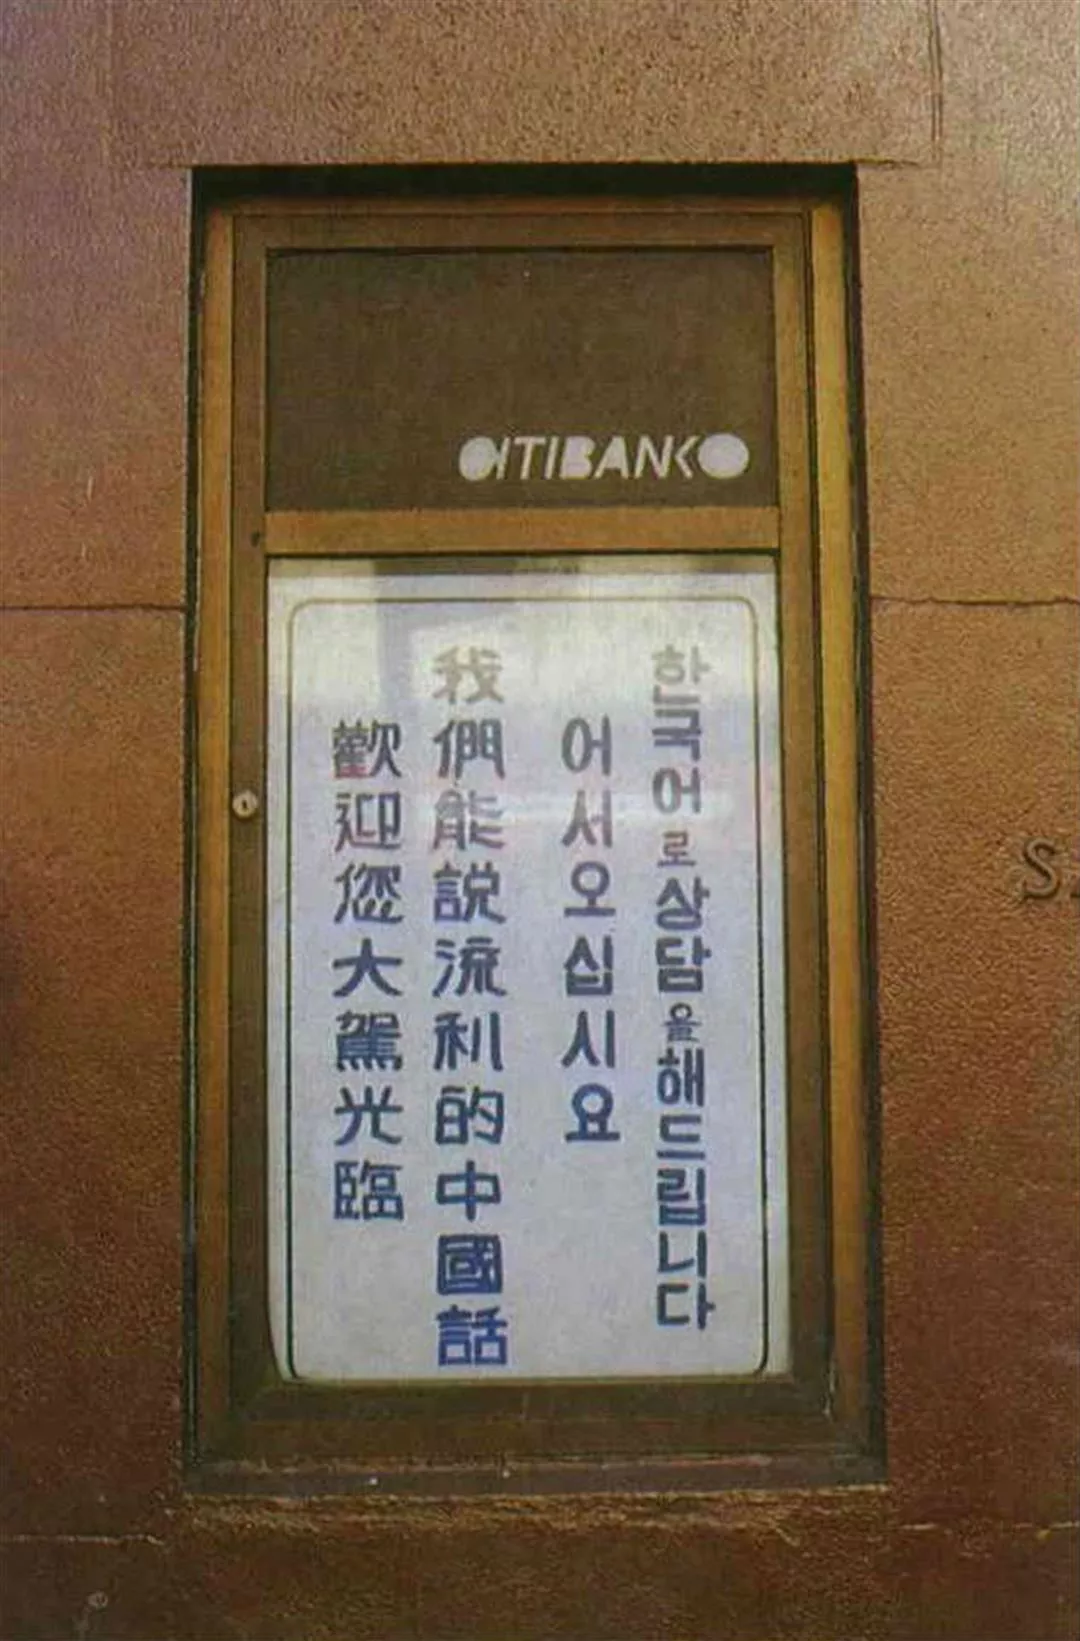 CITIBANK
한국어로상담을해드립니다
어서오십시요
我們能說流利的中國話
歡迎您大駕光臨
S